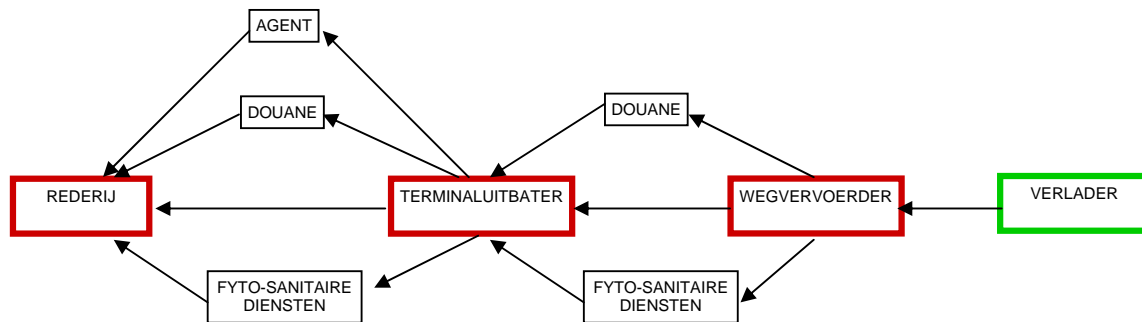 AGENT
DOUANE
DOUANE
REDERIJ
TERMINALUITBATER
WEGVERVOERDER
VERLADER
FYTO-SANITAIRE
DIENSTEN
FYTO-SANITAIRE
DIENSTEN